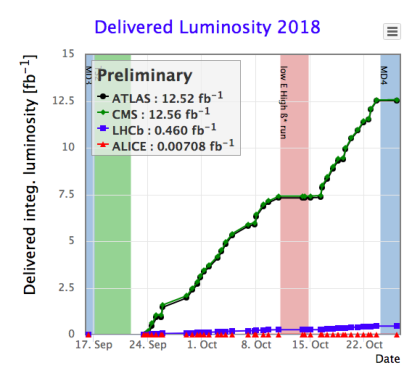 Delivered Luminosity 2018
Delivered integ. luminosity [fb⁻¹]
15
12.5
10
7.5
5
2.5
0
Preliminary
ATLAS : 12.52 fb⁻¹
CMS : 12.56 fb⁻¹
LHCb : 0.460 fb⁻¹
ALICE : 0.00708 fb⁻¹
low E High β* run
MD4
17. Sep
24. Sep
1. Oct
8. Oct
15. Oct
22. Oct
Date